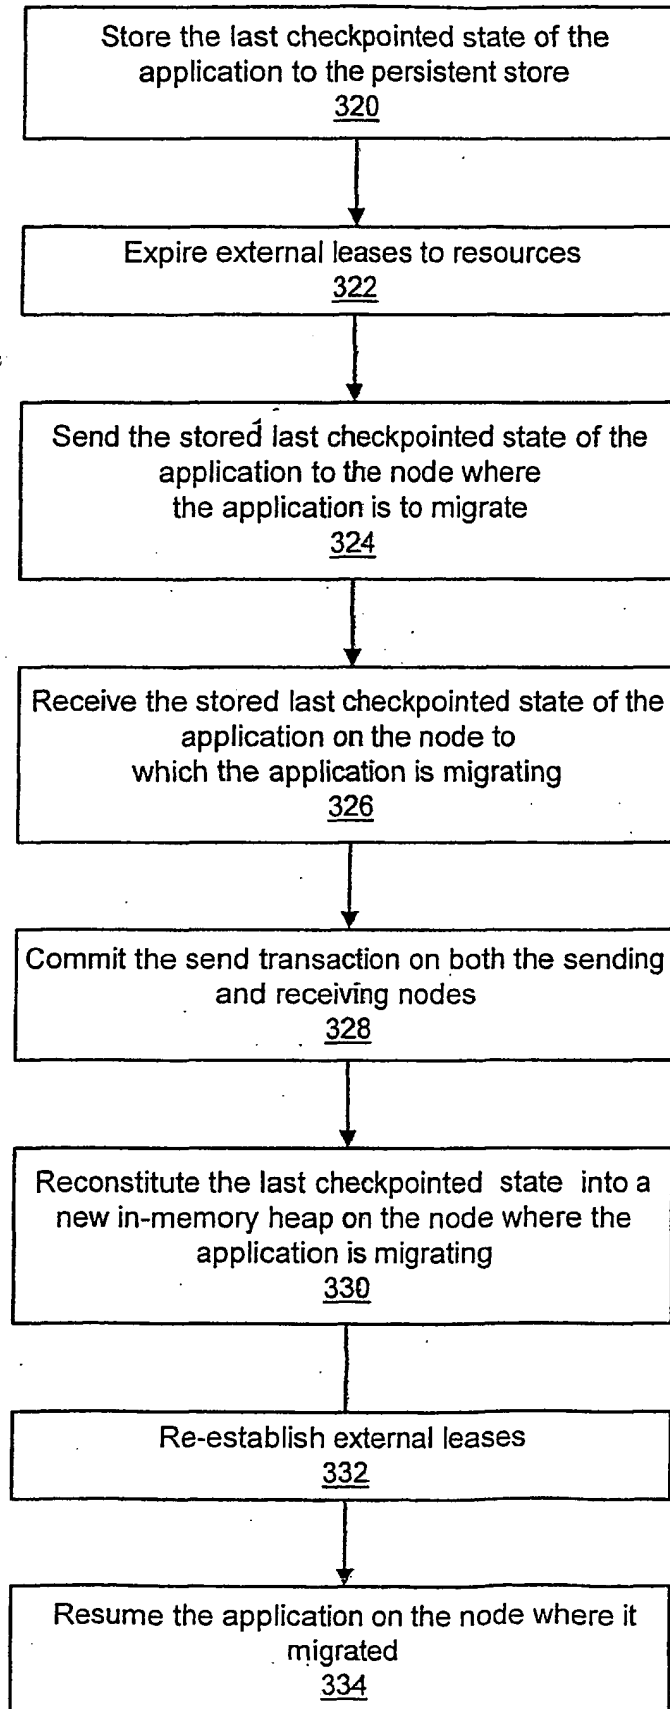 Store the last checkpointed state of the
application to the persistent store
320
Expire external leases to resources
322
Send the stored last checkpointed state of the
application to the node where
the application is to migrate
324
Receive the stored last checkpointed state of the
application on the node to
which the application is migrating
326
Commit the send transaction on both the sending
and receiving nodes
328
Reconstitute the last checkpointed state into a
new in-memory heap on the node where the
application is migrating
330
Re-establish external leases
332
Resume the application on the node where it
migrated
334